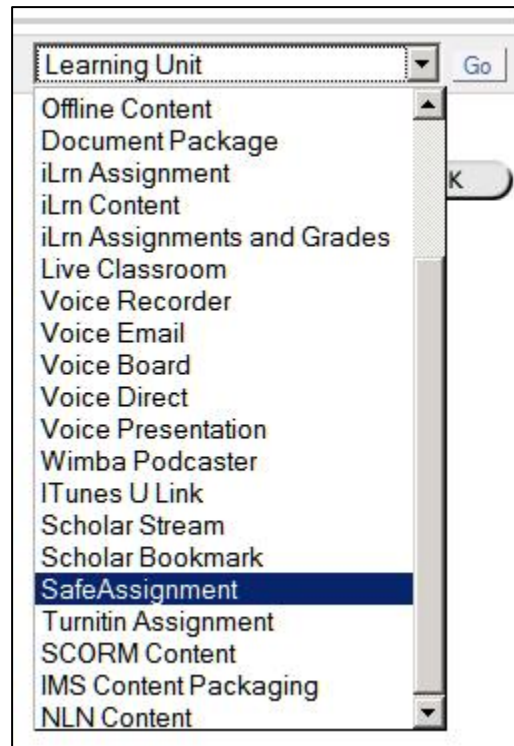 Learning Unit Go
Offline Content
Document Package
iLrn Assignment
iLrn Content K
iLrn Assignments and Grades
Live Classroom
Voice Recorder
Voice Email
Voice Board
Voice Direct
Voice Presentation
Wimba Podcaster
ITunes U Link
Scholar Stream
Scholar Bookmark
SafeAssignment
Turnitin Assignment
SCORM Content
IMS Content Packaging
NLN Content